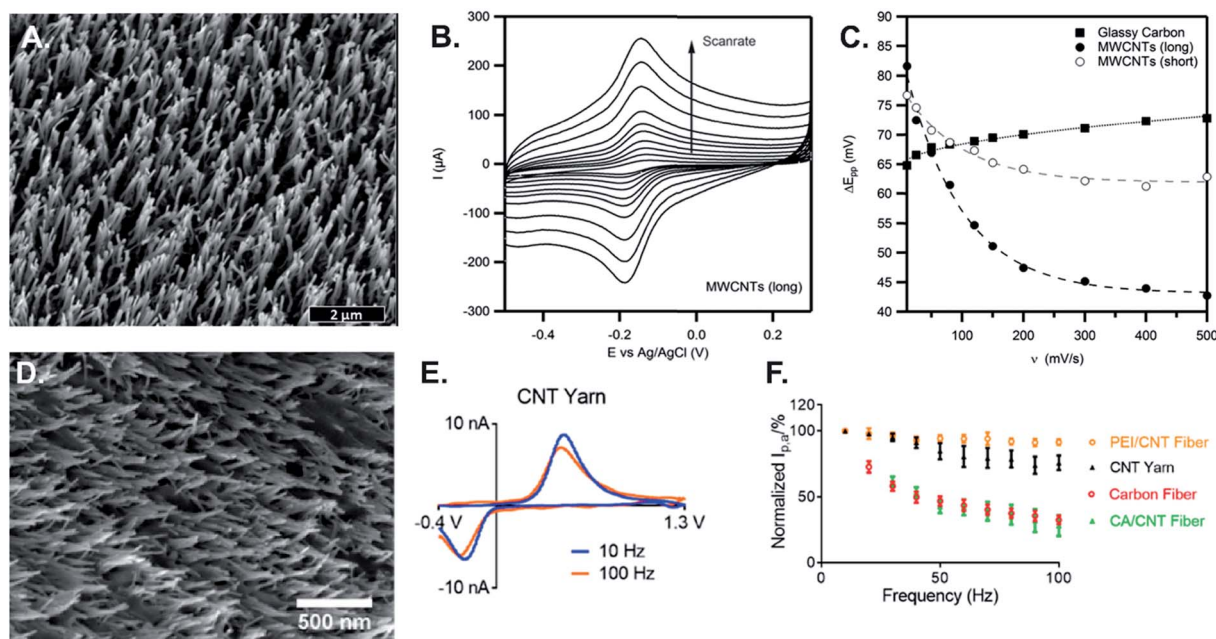 A.
2 µm
B.
Scanrate
300
200
100
0
-100
-200
-300
I (µA)
-0.4
-0.2
0.0
0.2
E vs Ag/AgCl (V)
MWCNTs (long)
C.
Glassy Carbon
MWCNTs (long)
MWCNTs (short)
90
85
80
75
70
65
60
55
50
45
40
ΔEpp (mV)
100
200
300
400
500
ν (mV/s)
D.
500 nm
E.
CNT Yarn
10 nA
-0.4 V
1.3 V
-10 nA
10 Hz
100 Hz
F.
120
100
50
0
Normalized Ip,a/%
0
50
100
Frequency (Hz)
PEI/CNT Fiber
CNT Yarn
Carbon Fiber
CA/CNT Fiber